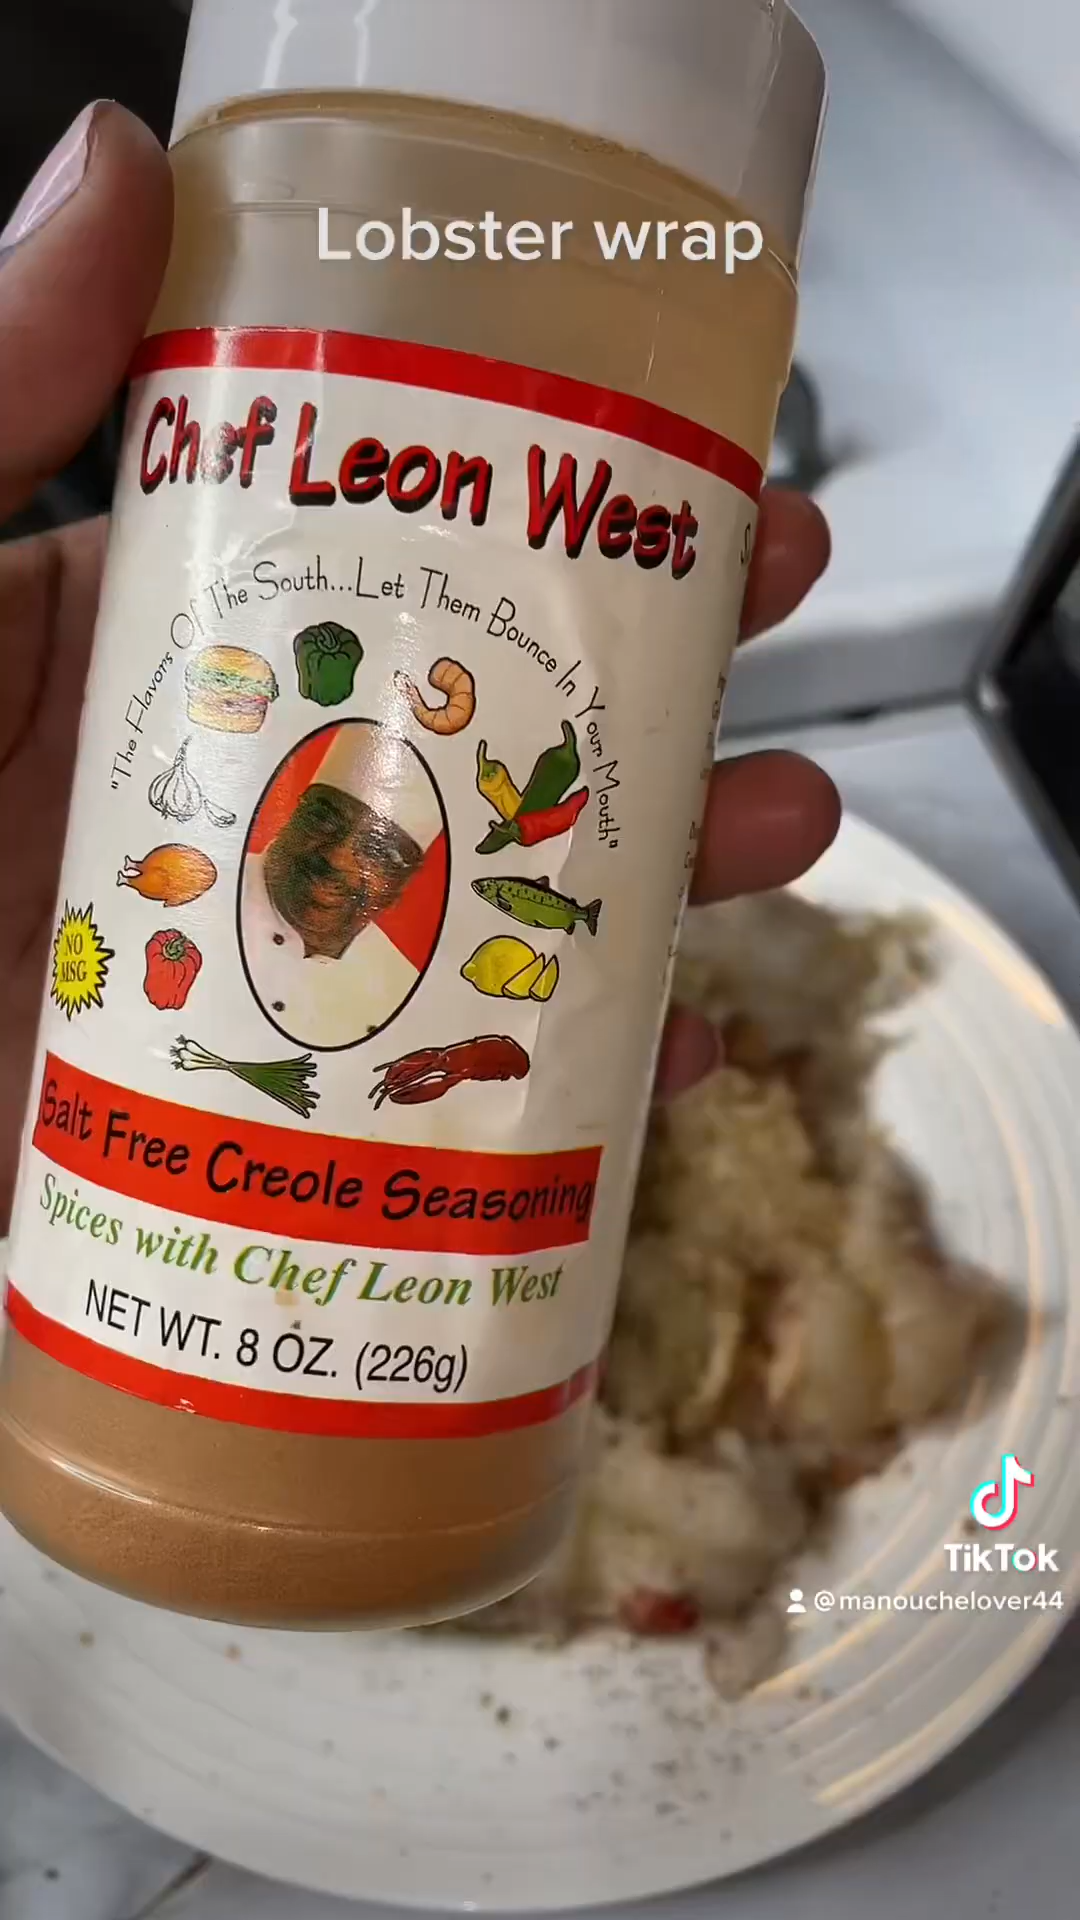 Lobster wrap
Chef Leon West
"The Flavors Of The South...Let Them Bounce In Your Mouth"
NO
MSG
Salt Free Creole Seasoning
Spices with Chef Leon West
NET WT. 8 OZ. (226g)
TikTok
@manouchelover44